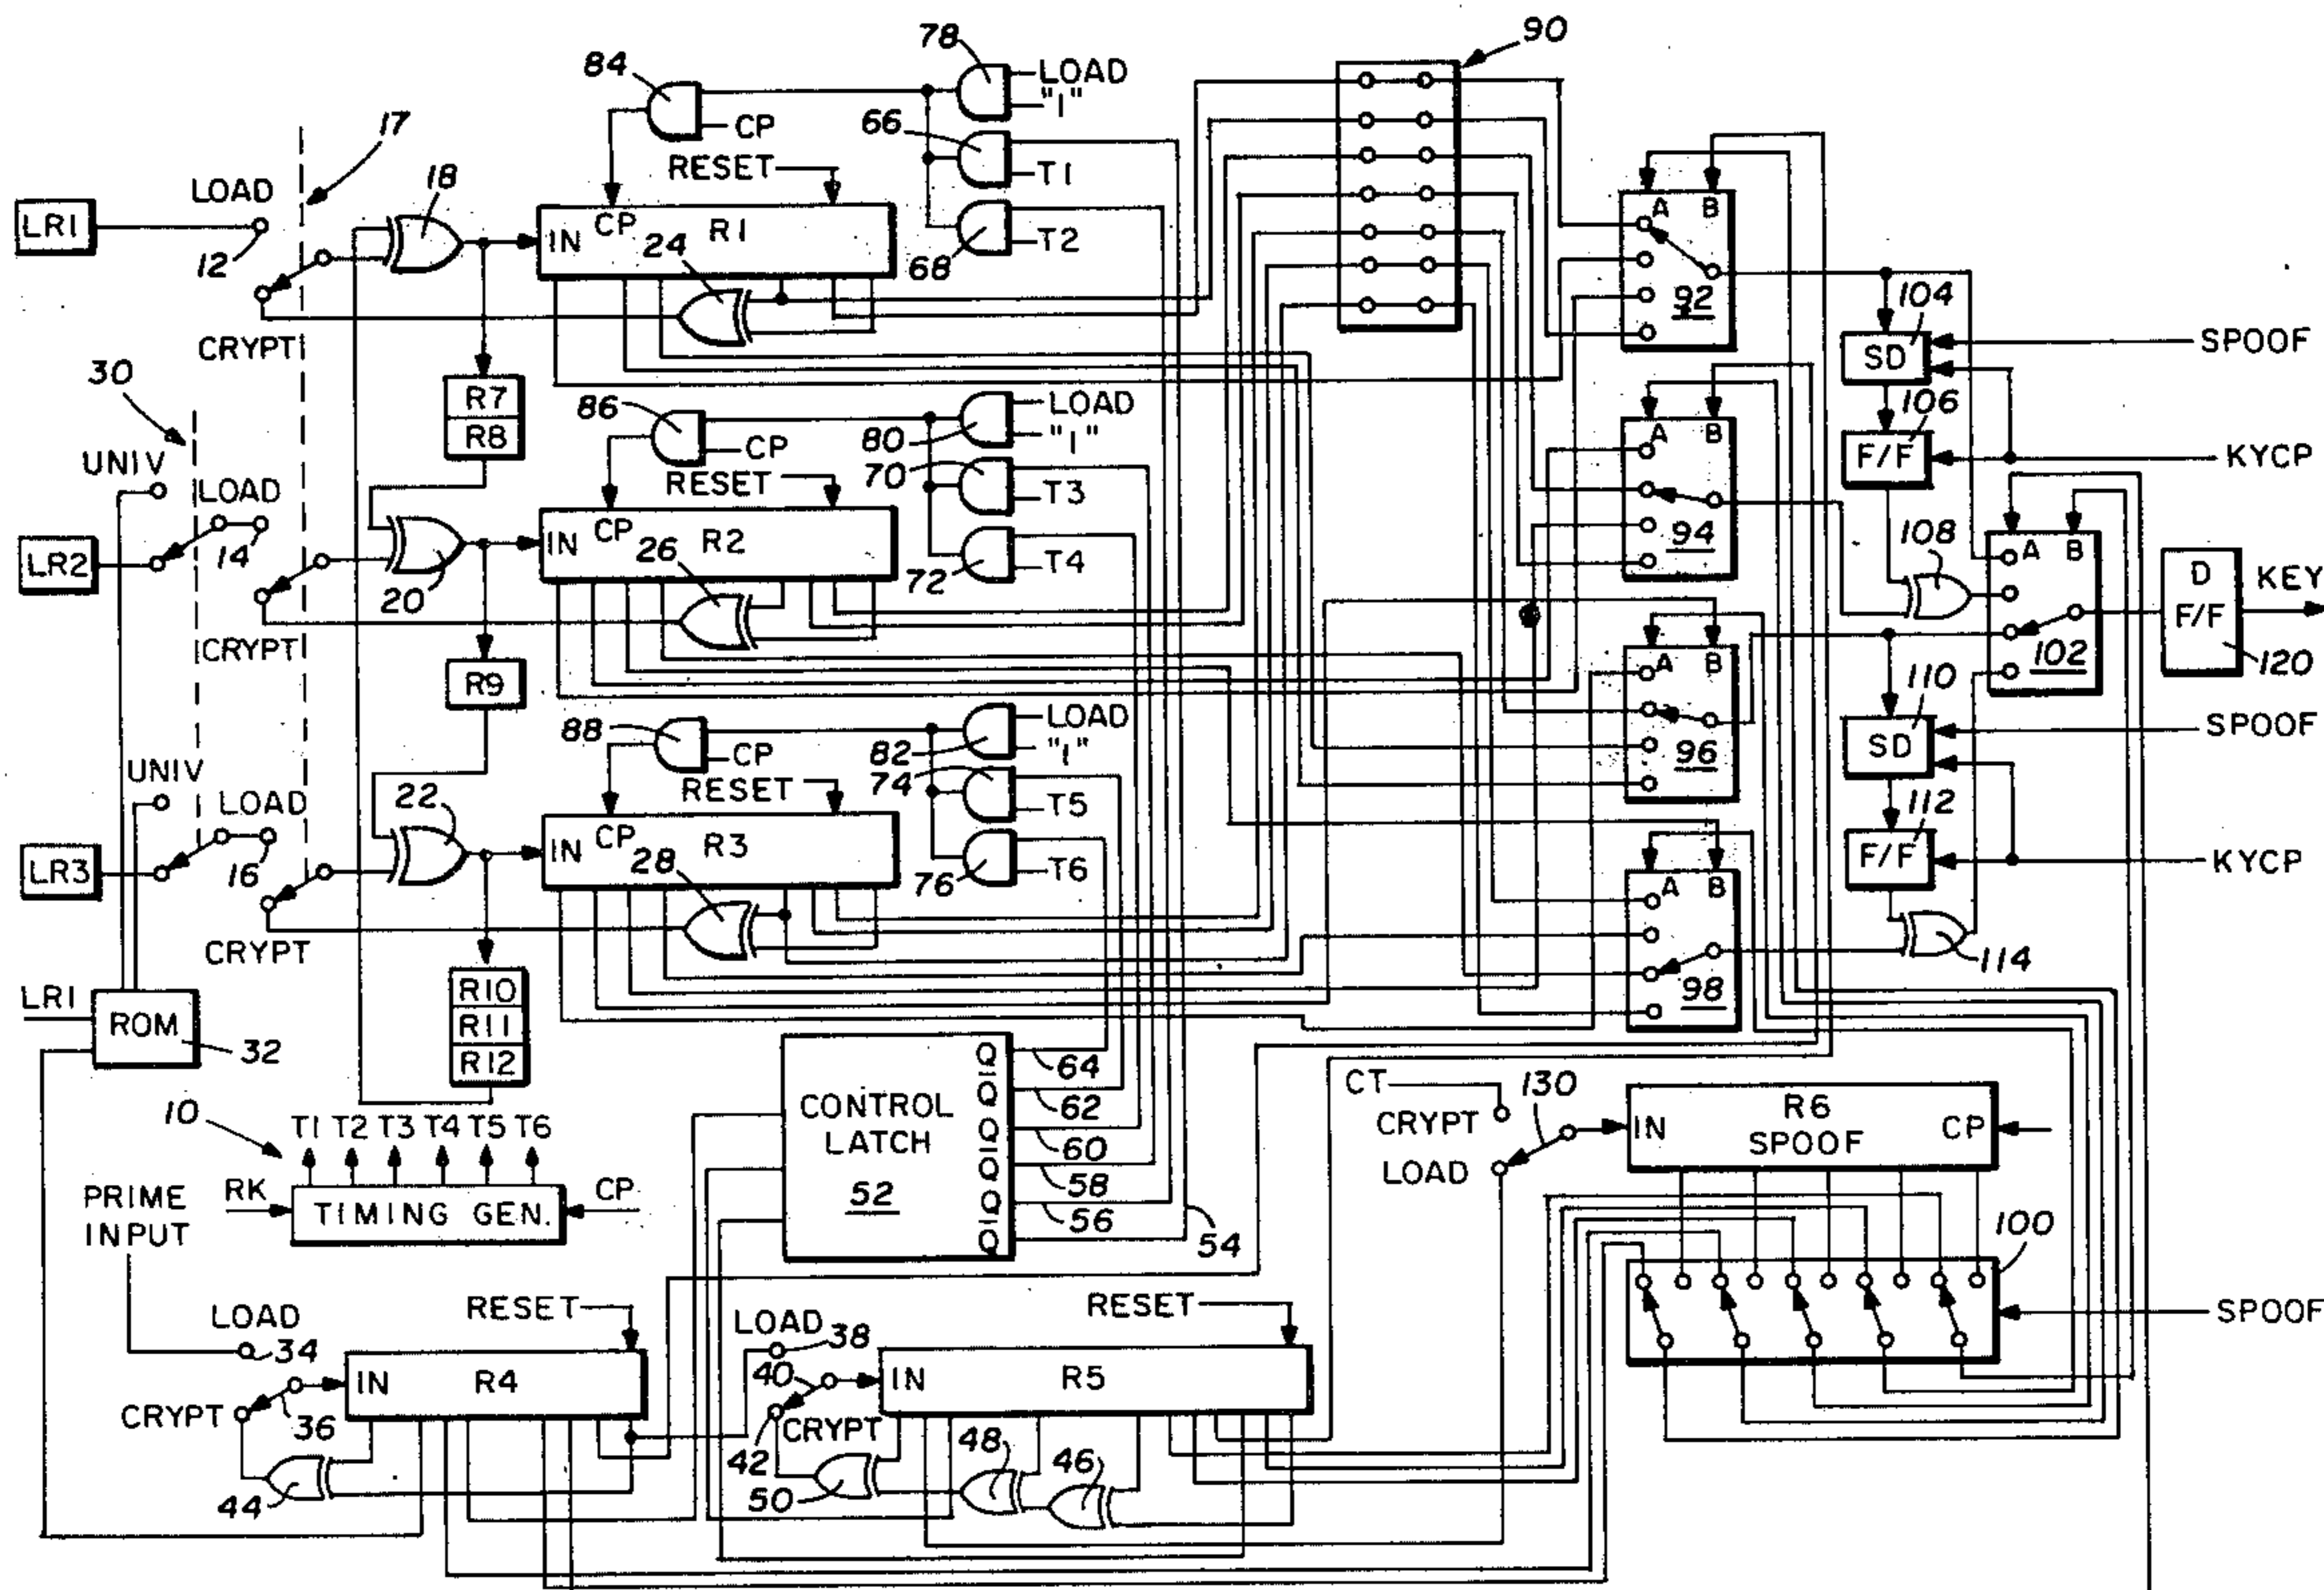 78
LOAD
"1"
84
CP
66
T1
RESET
68
T2
90
17
LOAD
LR1
12
18
IN
CP
R1
24
CRYPT
A
B
92
104
SD
SPOOF
30
R7
R8
86
CP
80
LOAD
"1"
70
T3
RESET
72
T4
106
F/F
KYCP
UNIV
LOAD
LR2
14
20
IN
CP
R2
26
CRYPT
A
B
94
108
A
B
102
D
F/F
120
KEY
R9
88
CP
82
LOAD
"1"
74
T5
RESET
76
T6
A
B
96
110
SD
SPOOF
UNIV
LOAD
22
LR3
16
IN
CP
R3
28
CRYPT
112
F/F
KYCP
A
B
98
114
LR1
ROM
32
R10
R11
R12
CONTROL
LATCH
52
Q
64
Q
62
Q
60
Q
58
Q
56
Q
54
CT
130
CRYPT
LOAD
IN
R6
SPOOF
CP
10
T1 T2 T3 T4 T5 T6
RK
TIMING GEN.
CP
PRIME
INPUT
100
SPOOF
LOAD
34
RESET
IN
R4
CRYPT
36
44
LOAD
38
40
RESET
IN
R5
42
CRYPT
50
48
46